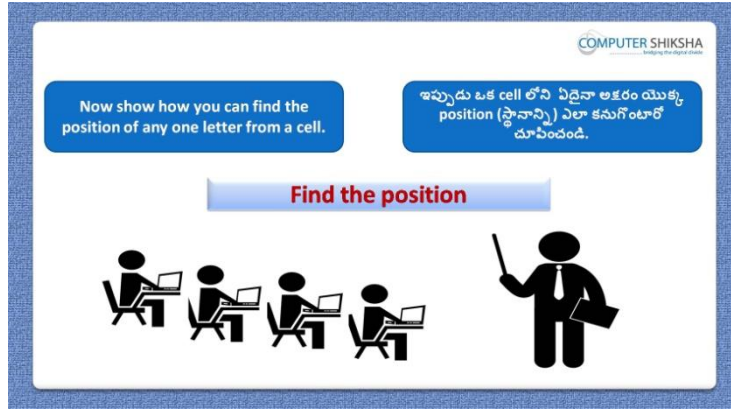 COMPUTER SHIKSHA
bridging the digital divide
Now show how you can find the
position of any one letter from a cell.
ఇప్పుడు ఒక cell లోని ఏదైనా అక్షరం యొక్క
position (స్థానాన్ని) ఎలా కనుగొంటారో
చూపించండి.
Find the position